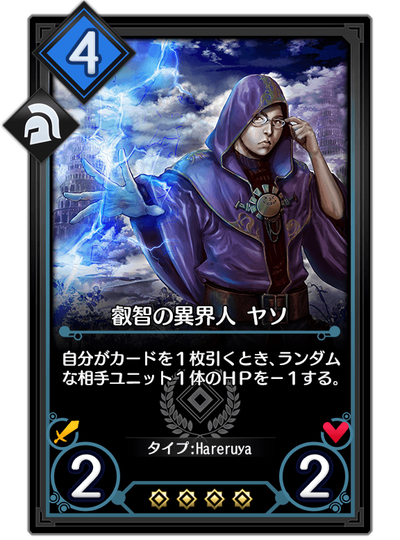 4
叡智の異界人 ヤソ
自分がカードを１枚引くとき、ランダム
な相手ユニット１体のＨＰを－１する。
タイプ:Hareruya
2 2